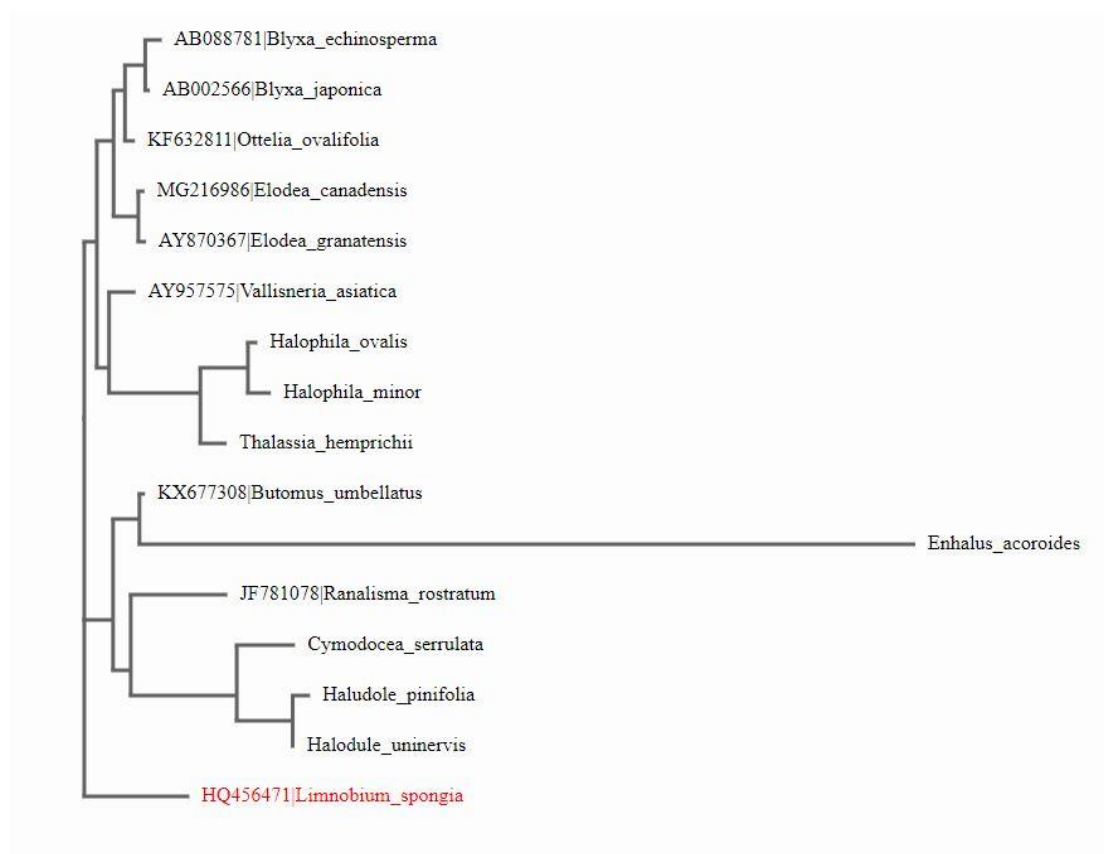 AB088781|Blyxa_echinosperma
AB002566|Blyxa_japonica
KF632811|Ottelia_ovalifolia
MG216986|Elodea_canadensis
AY870367|Elodea_granatensis
AY957575|Vallisneria_asiatica
Halophila_ovalis
Halophila_minor
Thalassia_hemprichii
KX677308|Butomus_umbellatus
Enhalus_acoroides
JF781078|Ranalisma_rostratum
Cymodocea_serrulata
Haludole_pinifolia
Halodule_uninervis
HQ456471|Limnobium_spongia